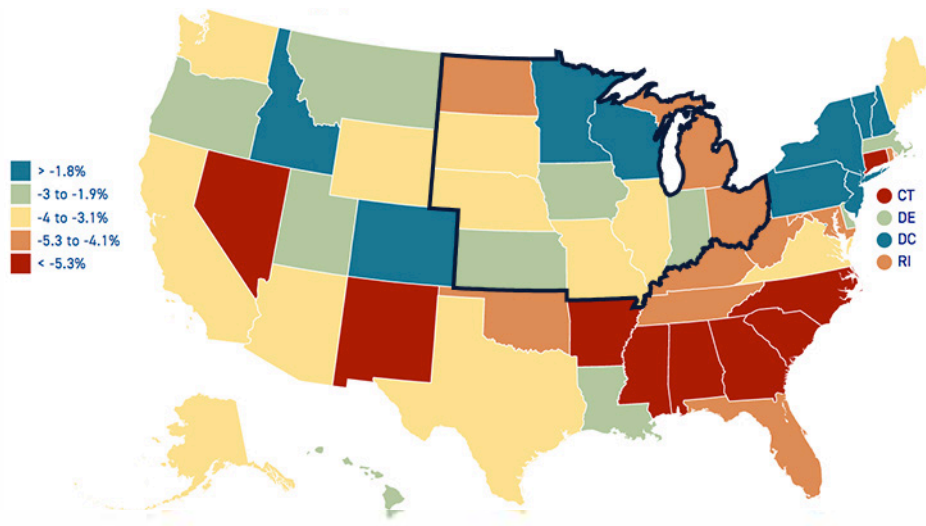 > -1.8%
-3 to -1.9%
-4 to -3.1%
-5.3 to -4.1%
< -5.3%
CT
DE
DC
RI